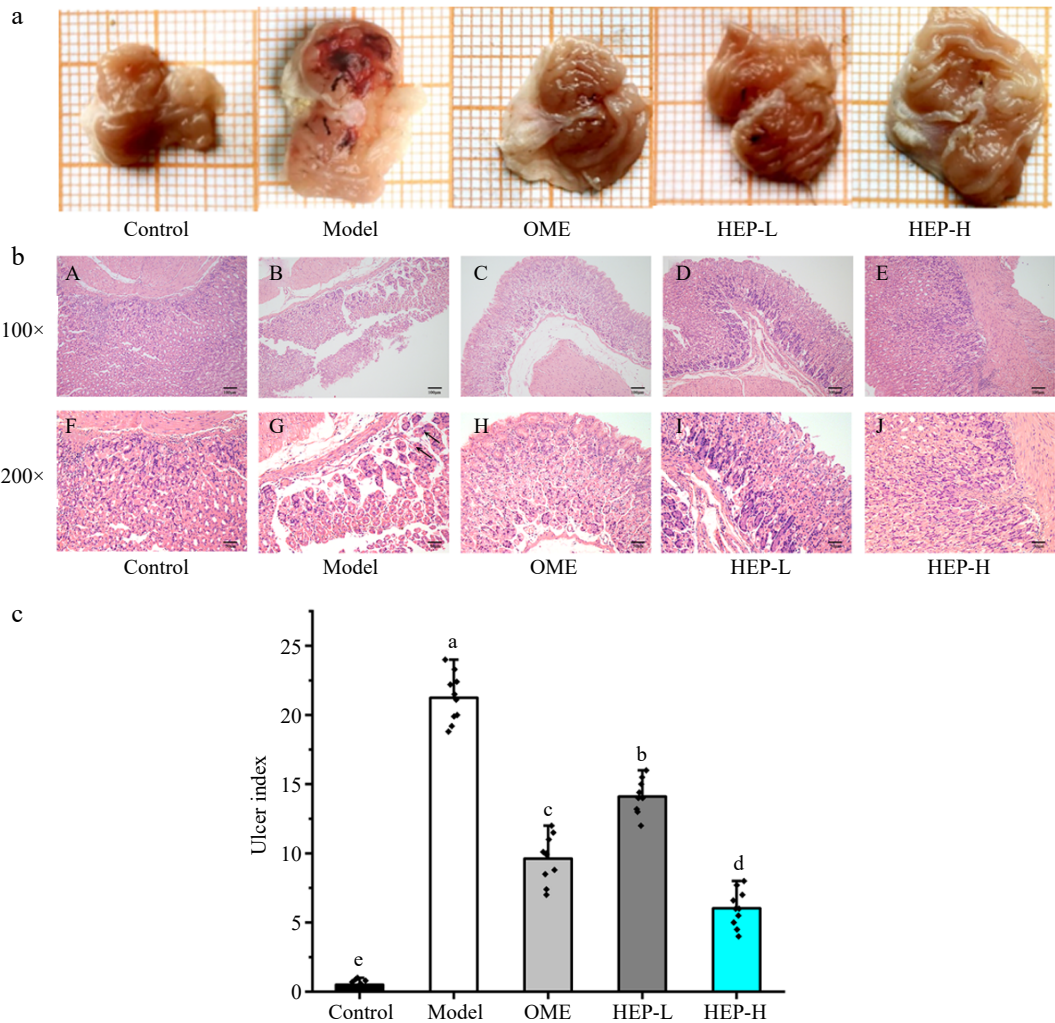 a
Control Model OME HEP-L HEP-H
b
100×
A B C D E
200×
F G H I J
Control Model OME HEP-L HEP-H
c
Ulcer index
25
20
15
10
5
0
e a c b d
Control Model OME HEP-L HEP-H